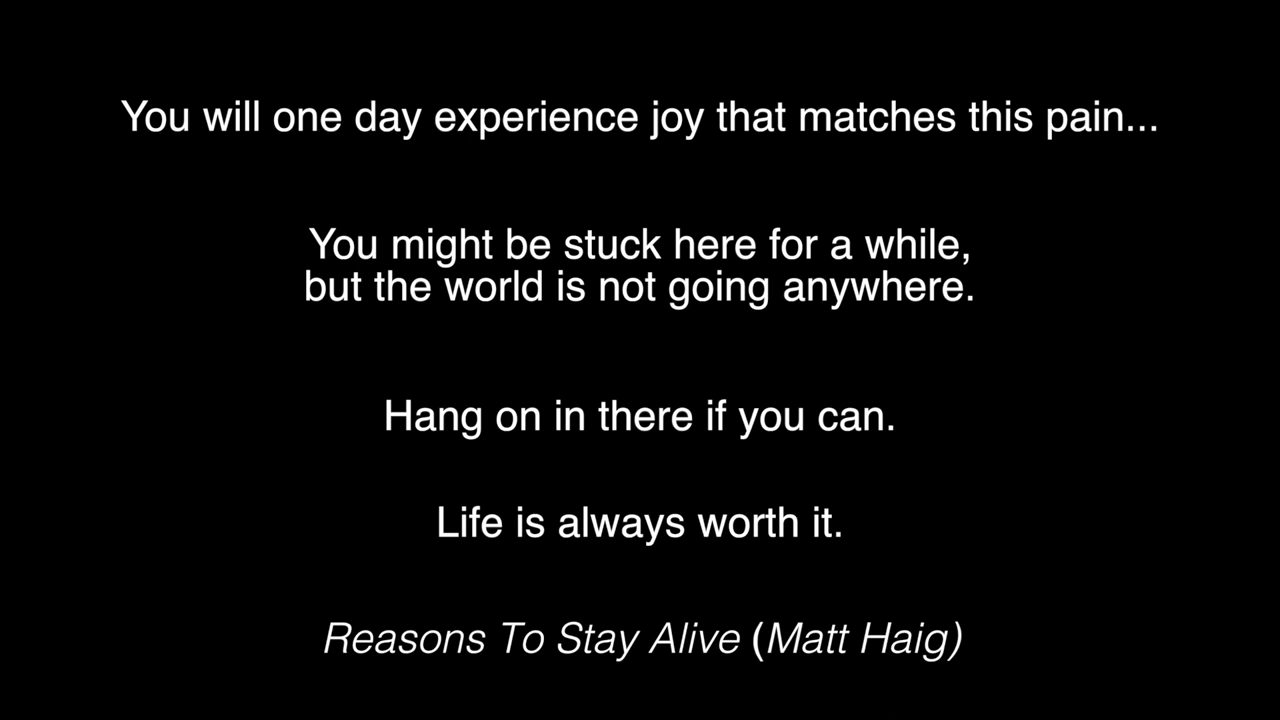 You will one day experience joy that matches this pain...
You might be stuck here for a while,
but the world is not going anywhere.
Hang on in there if you can.
Life is always worth it.
Reasons To Stay Alive (Matt Haig)